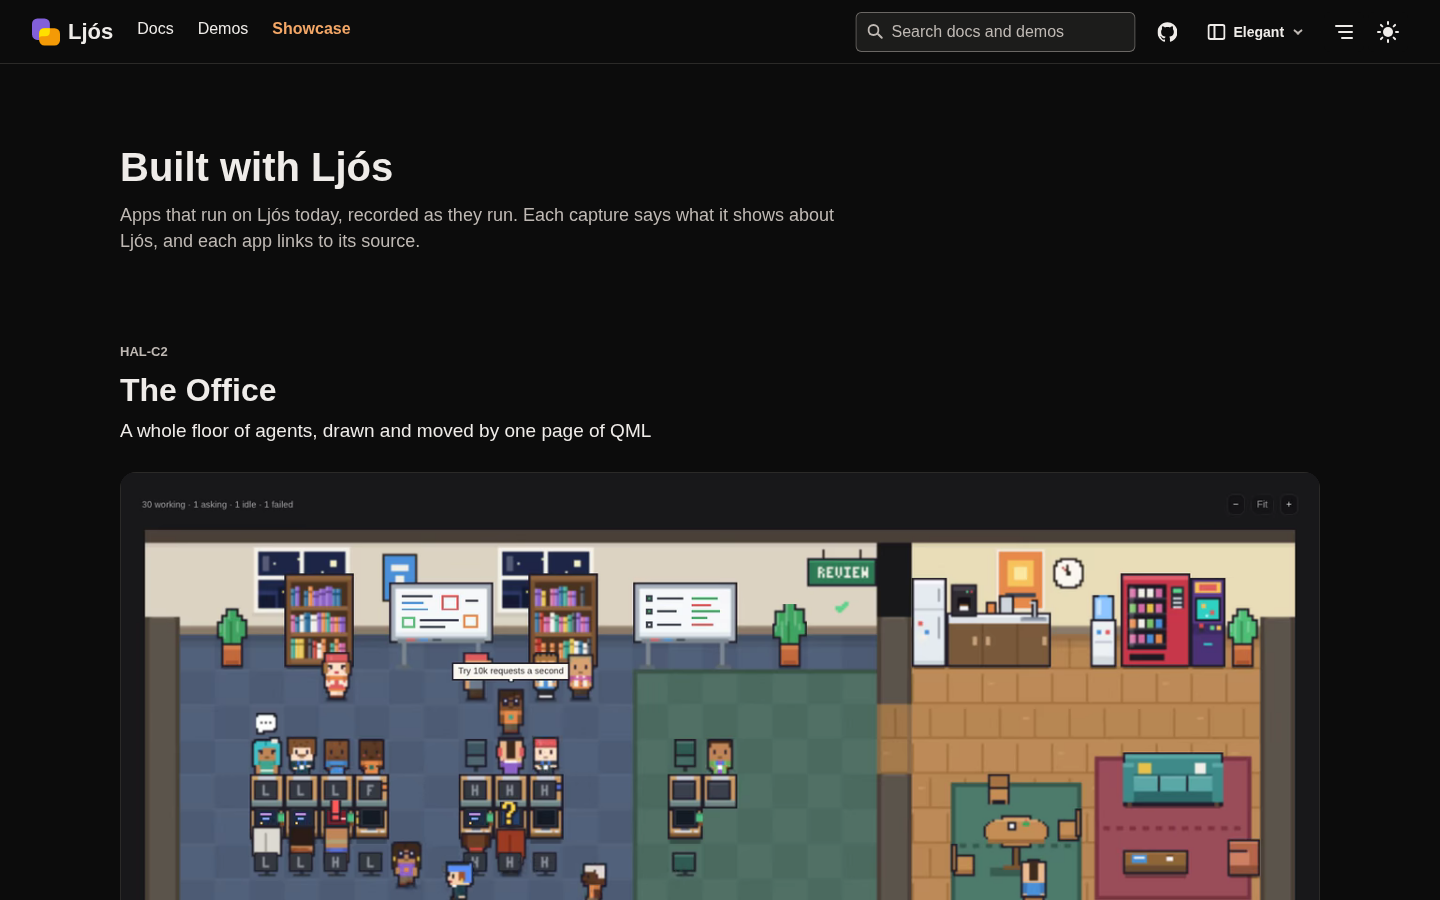 Ljós
Docs
Demos
Showcase
Search docs and demos
Elegant
Built with Ljós
Apps that run on Ljós today, recorded as they run. Each capture says what it shows about
Ljós, and each app links to its source.
HAL-C2
The Office
A whole floor of agents, drawn and moved by one page of QML
30 working · 1 asking · 1 idle · 1 failed
− Fit +
REVIEW
Try 10k requests a second
L L L F H H H
?
L L H L H H H